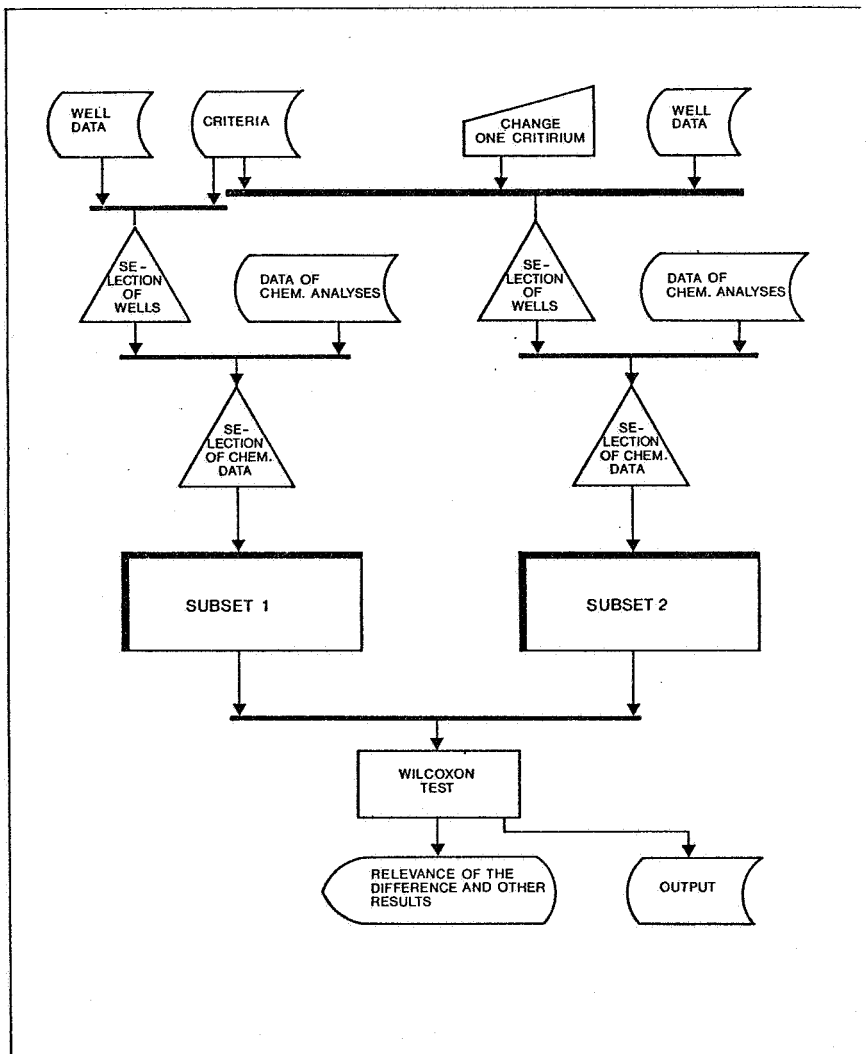 WELL
DATA
CRITERIA
CHANGE
ONE CRITIRIUM
WELL
DATA
SE-
LECTION
OF
WELLS
DATA OF
CHEM. ANALYSES
SE-
LECTION
OF
WELLS
DATA OF
CHEM. ANALYSES
SE-
LECTION
OF CHEM.
DATA
SE-
LECTION
OF CHEM.
DATA
SUBSET 1
SUBSET 2
WILCOXON
TEST
RELEVANCE OF THE
DIFFERENCE AND OTHER
RESULTS
OUTPUT